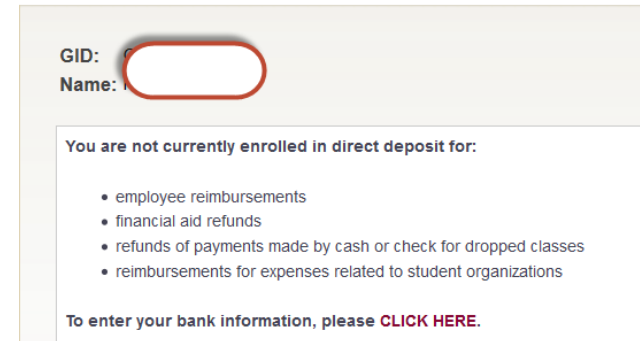 GID:
Name:
You are not currently enrolled in direct deposit for:
• employee reimbursements
• financial aid refunds
• refunds of payments made by cash or check for dropped classes
• reimbursements for expenses related to student organizations
To enter your bank information, please CLICK HERE.